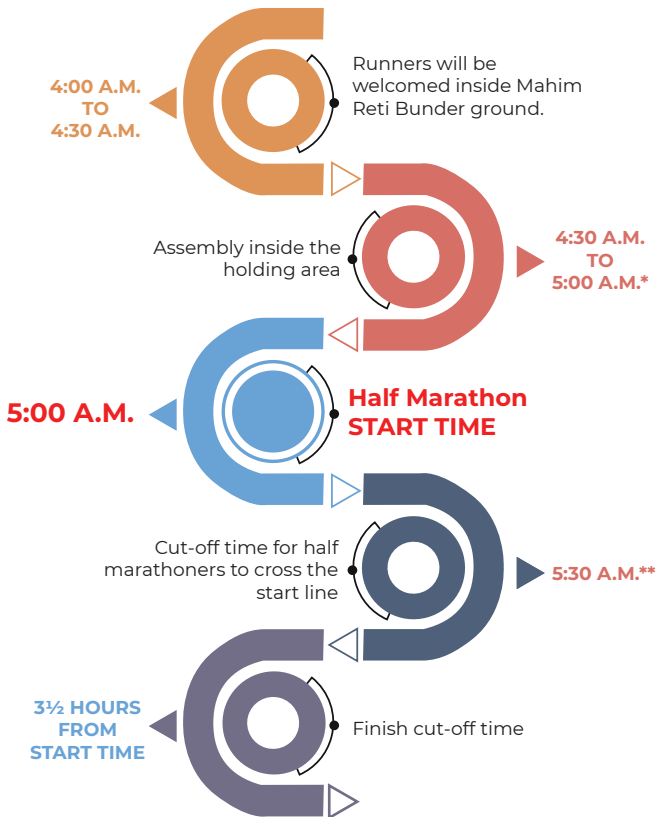 4:00 A.M.
TO
4:30 A.M.
Runners will be
welcomed inside Mahim
Reti Bunder ground.
Assembly inside the
holding area
4:30 A.M.
TO
5:00 A.M.*
5:00 A.M.
Half Marathon
START TIME
Cut-off time for half
marathoners to cross the
start line
5:30 A.M.**
3½ HOURS
FROM
START TIME
Finish cut-off time